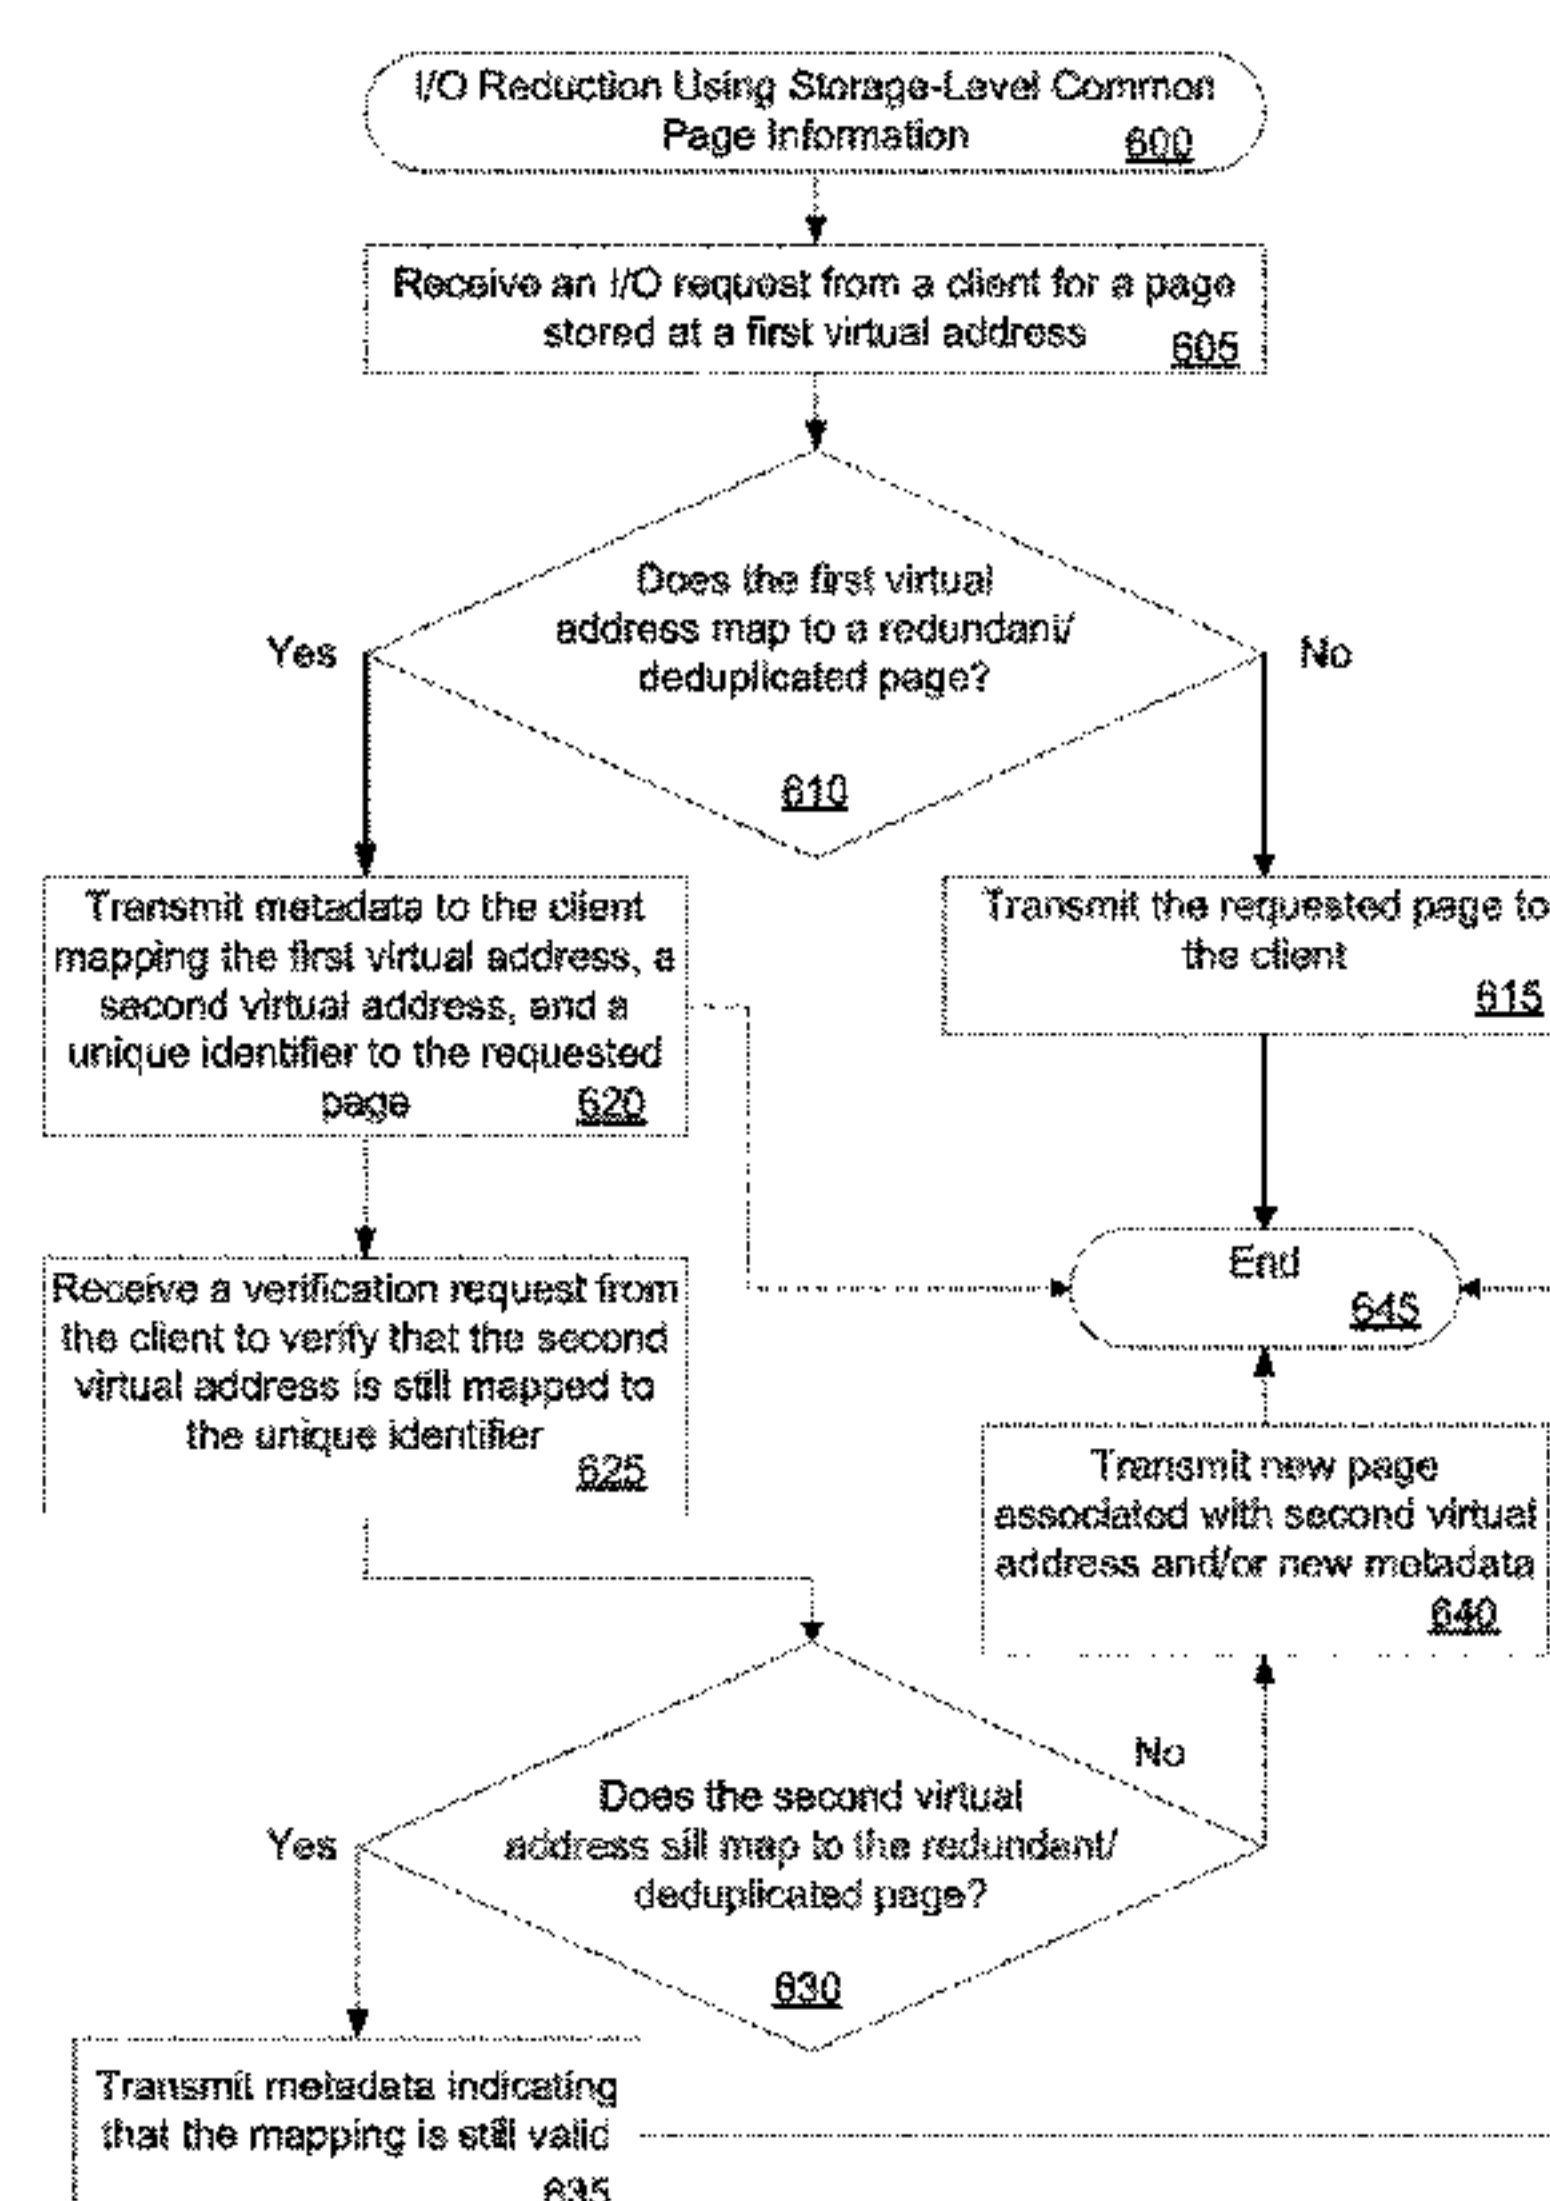 I/O Reduction Using Storage-Level Common
Page Information 600
Receive an I/O request from a client for a page
stored at a first virtual address 605
Does the first virtual
address map to a redundant/
deduplicated page?
610
Yes
No
Transmit metadata to the client
mapping the first virtual address, a
second virtual address, and a
unique identifier to the requested
page 620
Transmit the requested page to
the client
615
Receive a verification request from
the client to verify that the second
virtual address is still mapped to
the unique identifier
625
End
645
Transmit new page
associated with second virtual
address and/or new metadata
640
No
Does the second virtual
address sill map to the redundant/
deduplicated page?
630
Yes
Transmit metadata indicating
that the mapping is still valid
635